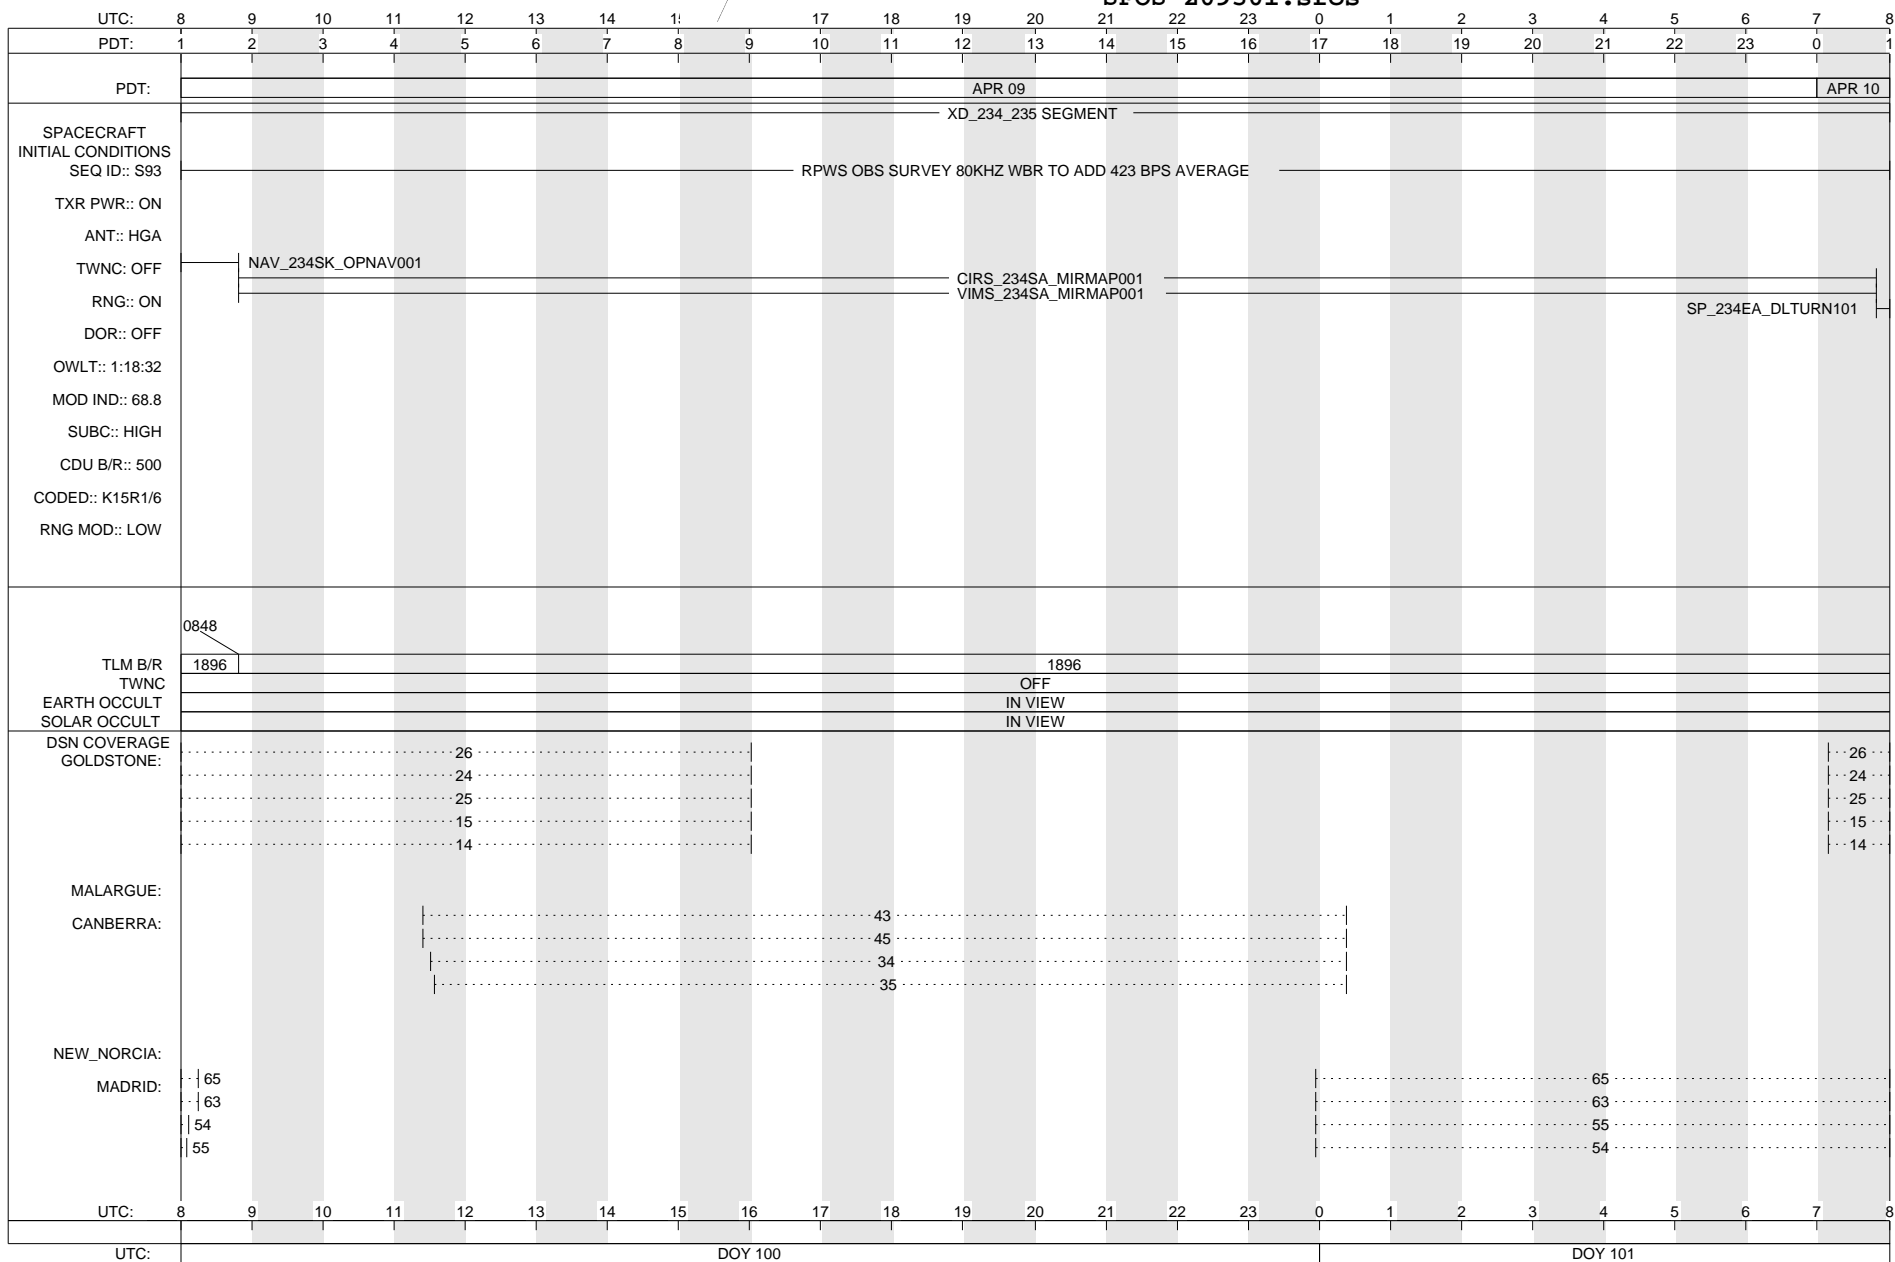 UTC: 8 9 10 11 12 13 14 17 18 19 20 21 22 23 0 1 2 3 4 5 6 7 8
PDT: 1 2 3 4 5 6 7 8 9 10 11 12 13 14 15 16 17 18 19 20 21 22 23 0 1
PDT: APR 09 APR 10
XD_234_235 SEGMENT
SPACECRAFT
INITIAL CONDITIONS
SEQ ID:: S93 RPWS OBS SURVEY 80KHZ WBR TO ADD 423 BPS AVERAGE
TXR PWR:: ON
ANT:: HGA
NAV_234SK_OPNAV001
TWNC: OFF
CIRS_234SA_MIRMAP001
VIMS_234SA_MIRMAP001
RNG:: ON
SP_234EA_DLTURN101
DOR:: OFF
OWLT:: 1:18:32
MOD IND:: 68.8
SUBC:: HIGH
CDU B/R:: 500
CODED:: K15R1/6
RNG MOD:: LOW
0848
TLM B/R 1896 1896
TWNC OFF
EARTH OCCULT IN VIEW
SOLAR OCCULT IN VIEW
DSN COVERAGE
GOLDSTONE: 26 26
24 24
25 25
15 15
14 14
MALARGUE:
CANBERRA: 43
45
34
35
NEW_NORCIA:
MADRID: 65 65
63 63
54 55
55 54
UTC: 8 9 10 11 12 13 14 15 16 17 18 19 20 21 22 23 0 1 2 3 4 5 6 7 8
UTC: DOY 100 DOY 101